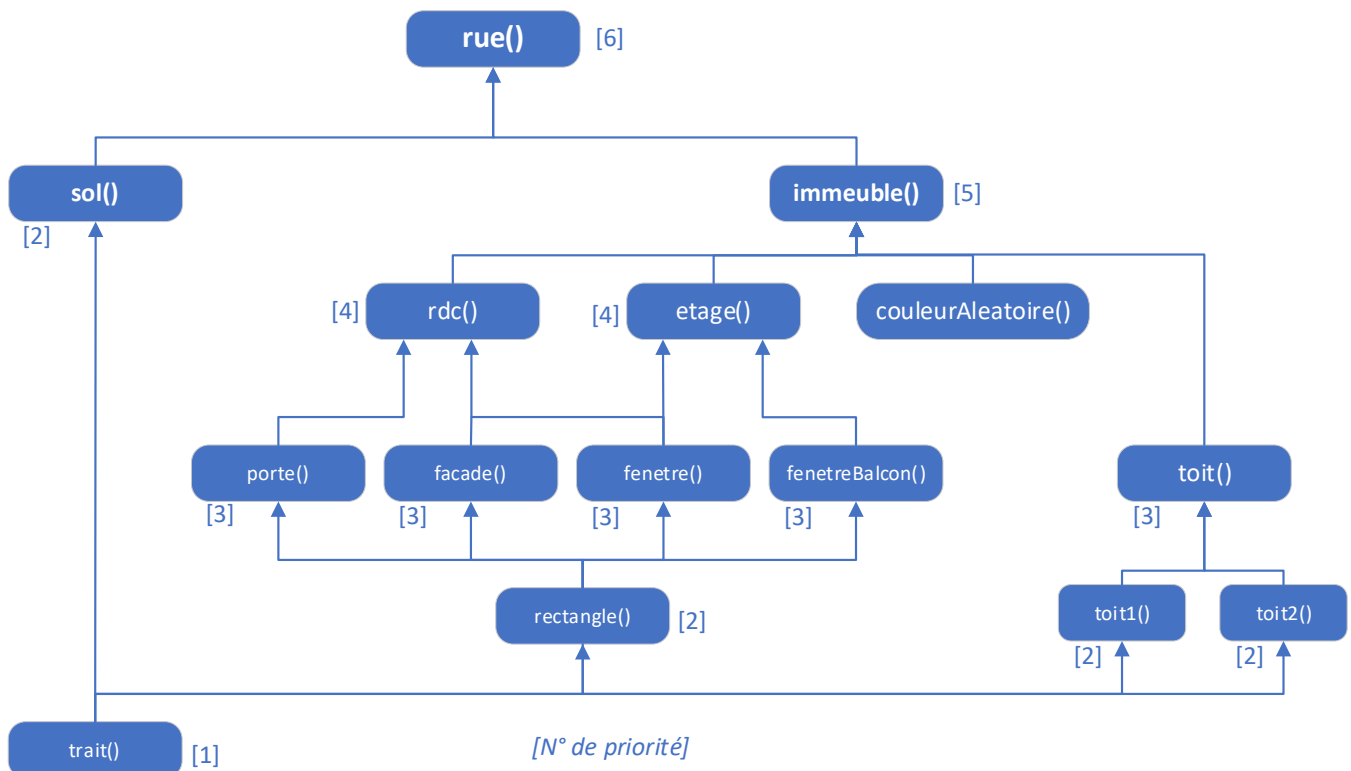 rue()
[6]
sol()
[2]
immeuble()
[5]
rdc()
[4]
etage()
[4]
couleurAleatoire()
porte()
[3]
facade()
[3]
fenetre()
[3]
fenetreBalcon()
[3]
toit()
[3]
rectangle()
[2]
toit1()
[2]
toit2()
[2]
trait()
[1]
[N° de priorité]